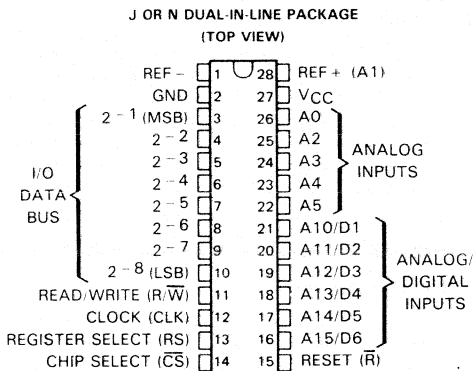 J OR N DUAL-IN-LINE PACKAGE
(TOP VIEW)
REF - 1 28 REF + (A1)
GND 2 27 VCC
2 - 1 (MSB) 3 26 A0
2 - 2 4 25 A2
2 - 3 5 24 A3
2 - 4 6 23 A4
2 - 5 7 22 A5
2 - 6 8 21 A10/D1
2 - 7 9 20 A11/D2
2 - 8 (LSB) 10 19 A12/D3
READ/WRITE (R/W̅) 11 18 A13/D4
CLOCK (CLK) 12 17 A14/D5
REGISTER SELECT (RS) 13 16 A15/D6
CHIP SELECT (C̅S̅) 14 15 RESET (R̅)
I/O
DATA
BUS
ANALOG
INPUTS
ANALOG/
DIGITAL
INPUTS